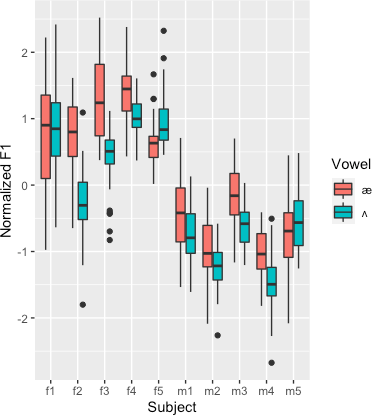 Normalized F1
2
1
0
-1
-2
f1 f2 f3 f4 f5 m1 m2 m3 m4 m5
Subject
Vowel
æ
ʌ